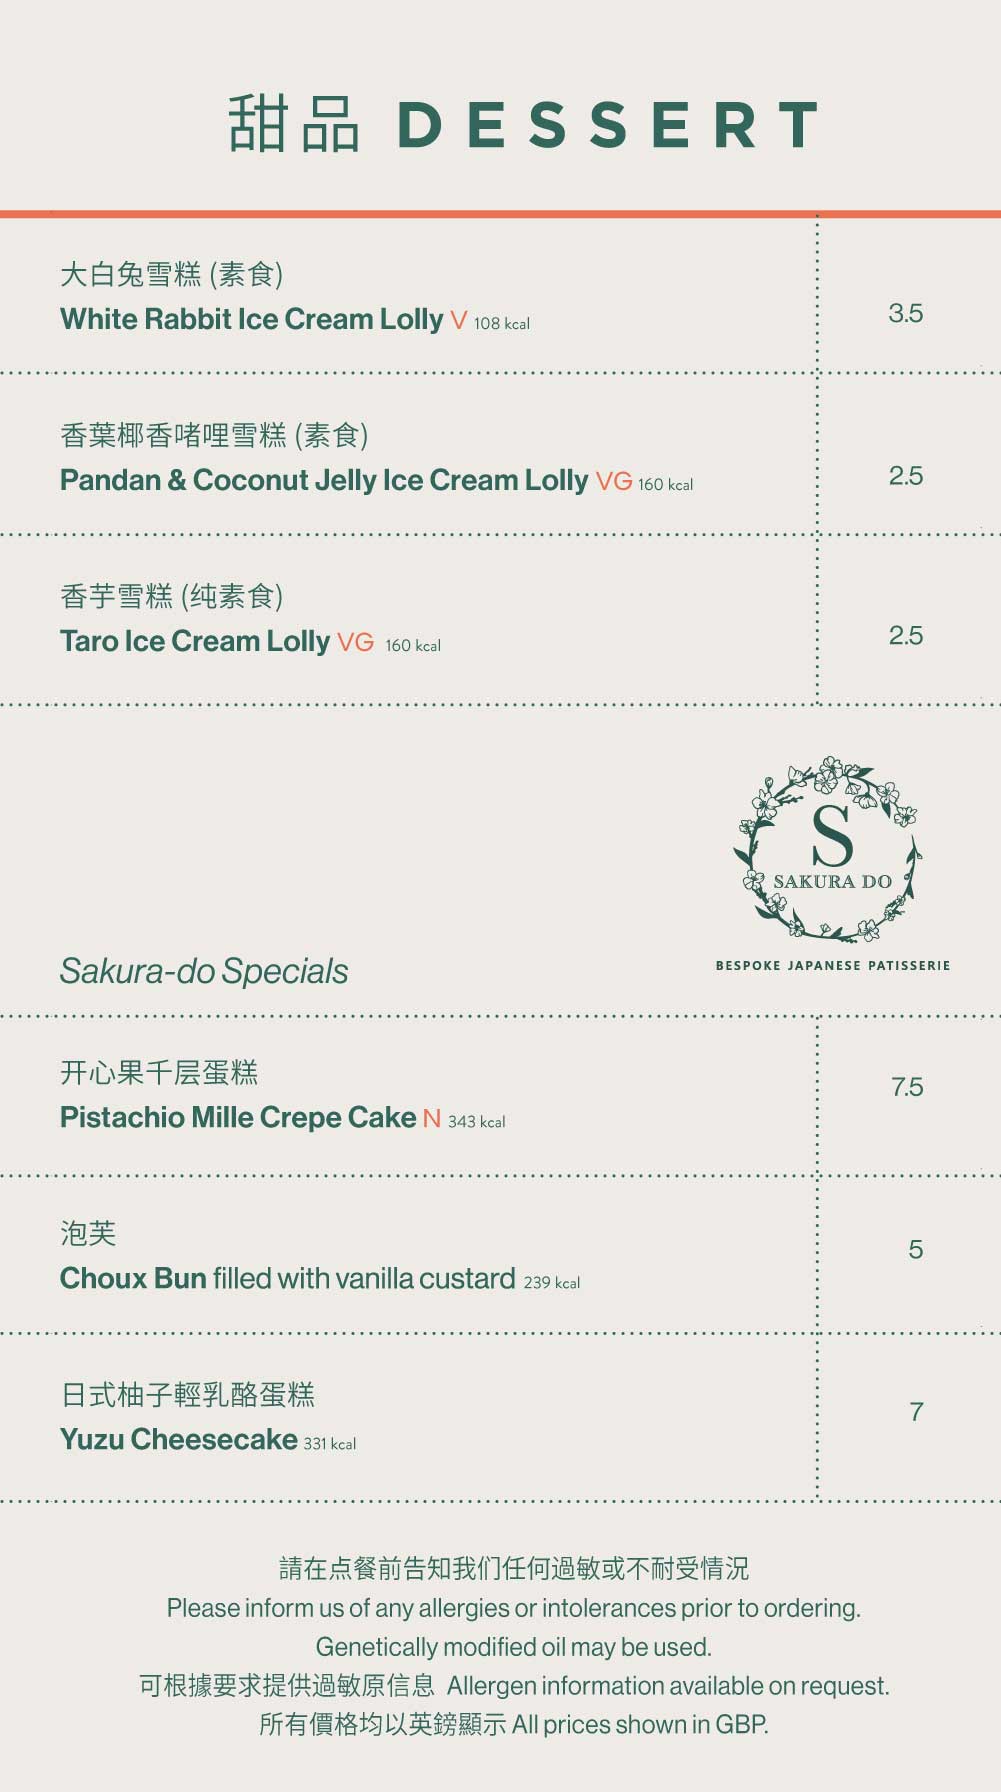 甜品 DESSERT
大白兔雪糕 (素食)
White Rabbit Ice Cream Lolly V 108 kcal
3.5
香葉椰香啫哩雪糕 (素食)
Pandan & Coconut Jelly Ice Cream Lolly VG 160 kcal
2.5
香芋雪糕 (纯素食)
Taro Ice Cream Lolly VG 160 kcal
2.5
S
SAKURA DO
BESPOKE JAPANESE PATISSERIE
Sakura-do Specials
开心果千层蛋糕
Pistachio Mille Crepe Cake N 343 kcal
7.5
泡芙
Choux Bun filled with vanilla custard 239 kcal
5
日式柚子輕乳酪蛋糕
Yuzu Cheesecake 331 kcal
7
請在点餐前告知我们任何過敏或不耐受情況
Please inform us of any allergies or intolerances prior to ordering.
Genetically modified oil may be used.
可根據要求提供過敏原信息 Allergen information available on request.
所有價格均以英鎊顯示 All prices shown in GBP.